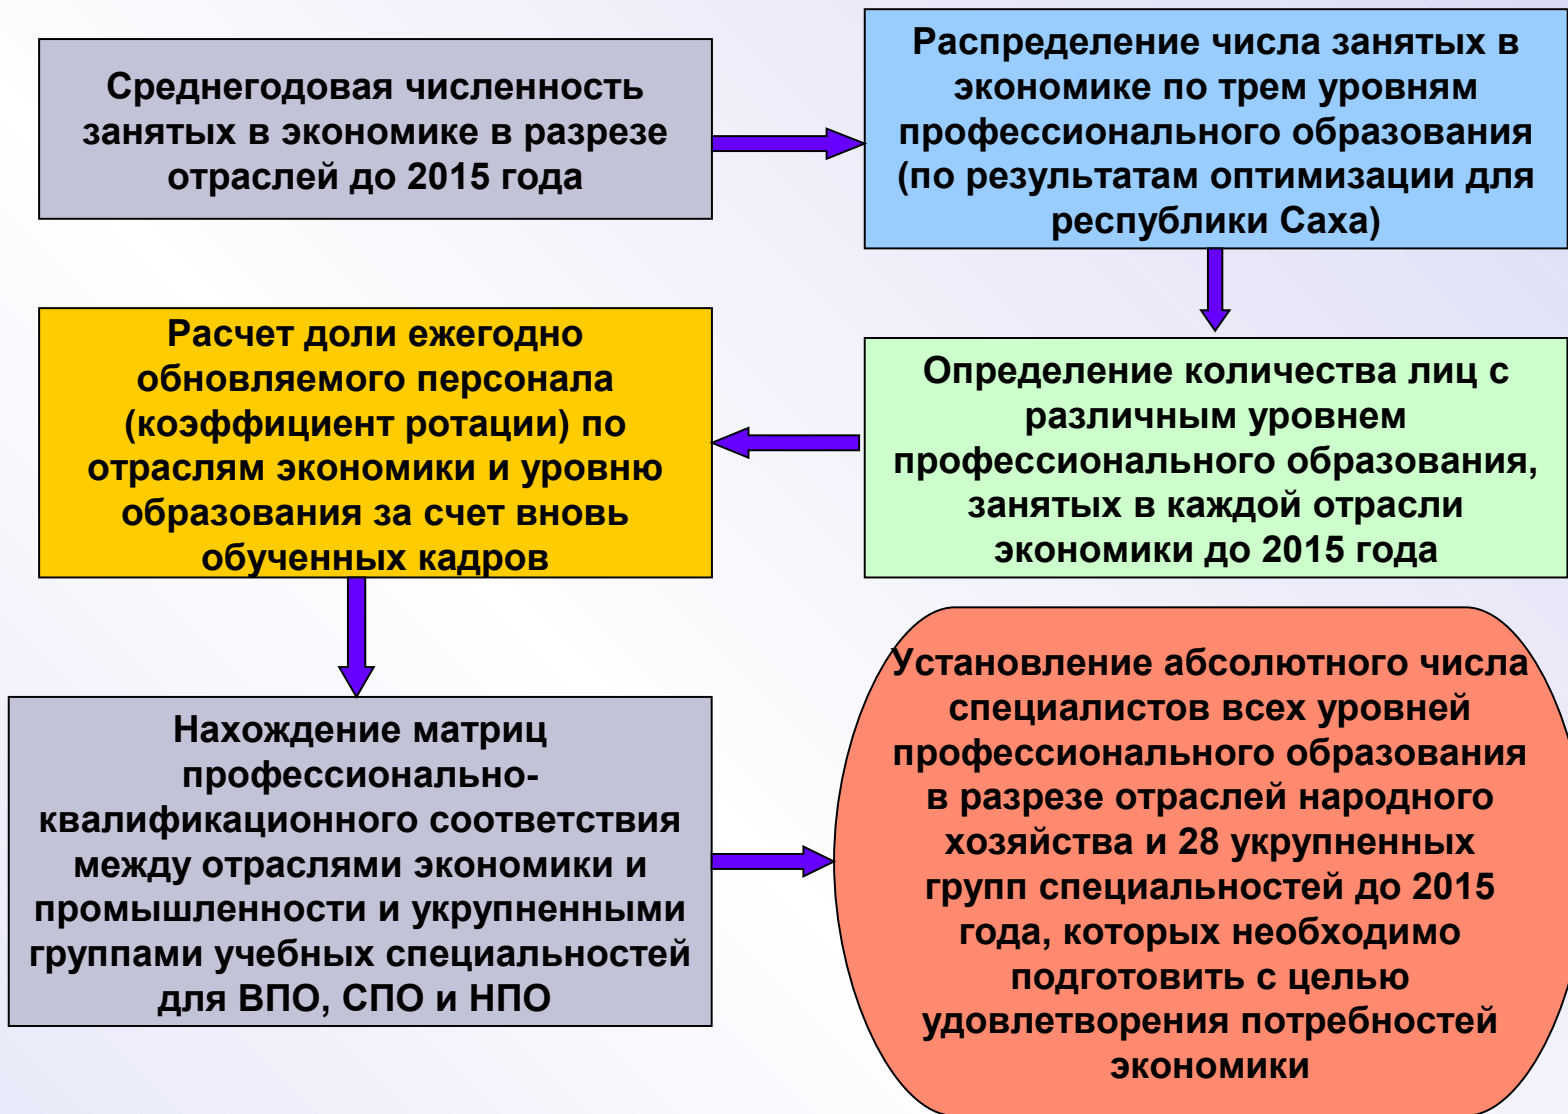 Среднегодовая численность
занятых в экономике в разрезе
отраслей до 2015 года
Распределение числа занятых в
экономике по трем уровням
профессионального образования
(по результатам оптимизации для
республики Саха)
Определение количества лиц с
различным уровнем
профессионального образования,
занятых в каждой отрасли
экономики до 2015 года
Расчет доли ежегодно
обновляемого персонала
(коэффициент ротации) по
отраслям экономики и уровню
образования за счет вновь
обученных кадров
Нахождение матриц
профессионально-
квалификационного соответствия
между отраслями экономики и
промышленности и укрупненными
группами учебных специальностей
для ВПО, СПО и НПО
Установление абсолютного числа
специалистов всех уровней
профессионального образования
в разрезе отраслей народного
хозяйства и 28 укрупненных
групп специальностей до 2015
года, которых необходимо
подготовить с целью
удовлетворения потребностей
экономики